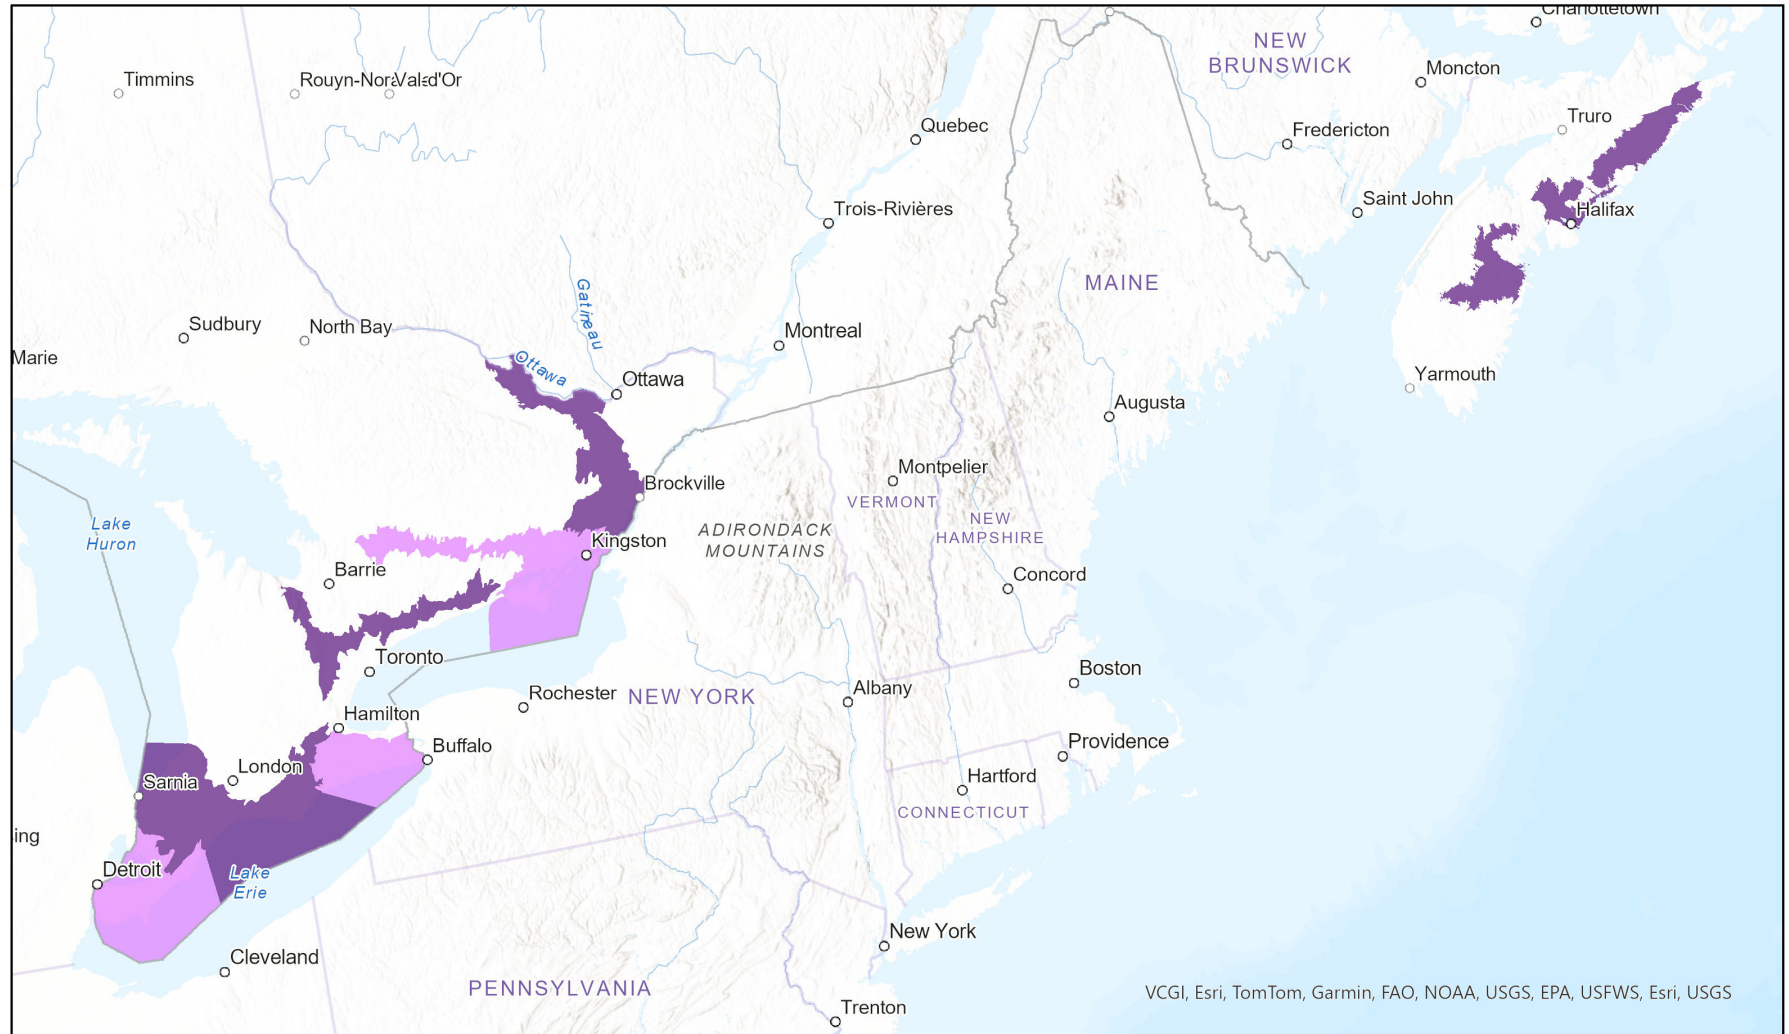 Charlottetown
NEW
BRUNSWICK
Moncton
Timmins
Rouyn-Nora
Val-d'Or
Truro
Quebec
Fredericton
Saint John
Halifax
Trois-Rivières
MAINE
Gatineau
Sudbury
North Bay
Montreal
Marie
Ottawa
Ottawa
Yarmouth
Augusta
Montpelier
VERMONT
Brockville
Lake
Huron
NEW
HAMPSHIRE
ADIRONDACK
MOUNTAINS
Kingston
Barrie
Concord
Toronto
Boston
Rochester
NEW YORK
Albany
Hamilton
Buffalo
Providence
London
Sarnia
Hartford
CONNECTICUT
ing
Detroit
Lake
Erie
New York
Cleveland
PENNSYLVANIA
VCGI, Esri, TomTom, Garmin, FAO, NOAA, USGS, EPA, USFWS, Esri, USGS
Trenton